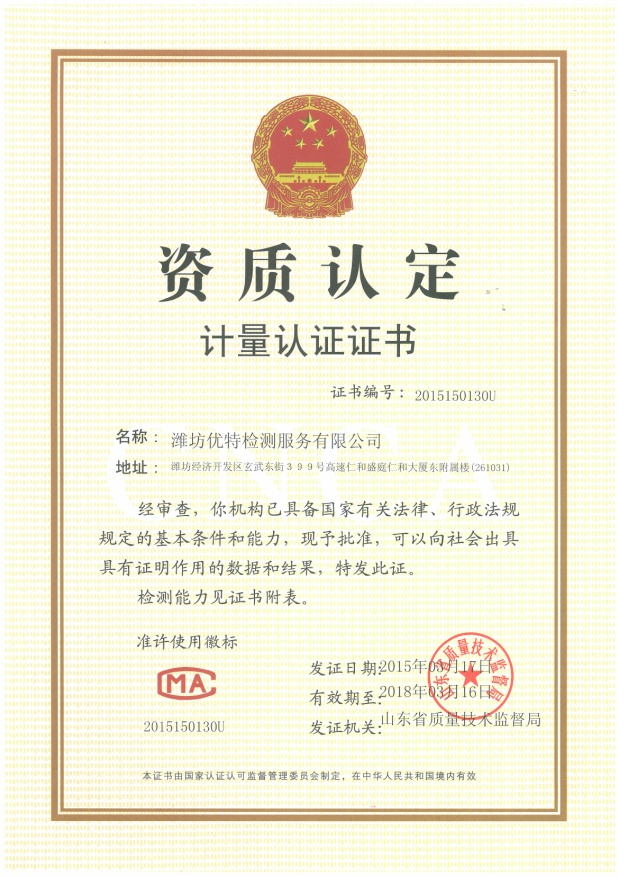 资质认定
计量认证证书
证书编号：2015150130U
名称：潍坊优特检测服务有限公司
地址：潍坊经济开发区玄武东街３９９号高速仁和盛庭仁和大厦东附属楼(261031)
CNCA
经审查，你机构已具备国家有关法律、行政法规
规定的基本条件和能力，现予批准，可以向社会出具
具有证明作用的数据和结果，特发此证。
检测能力见证书附表。
准许使用徽标
MA
2015150130U
发证日期:2015年03月17日
有效期至:2018年03月16日
发证机关:山东省质量技术监督局
山东省质量技术监督局
本证书由国家认证认可监督管理委员会制定，在中华人民共和国境内有效